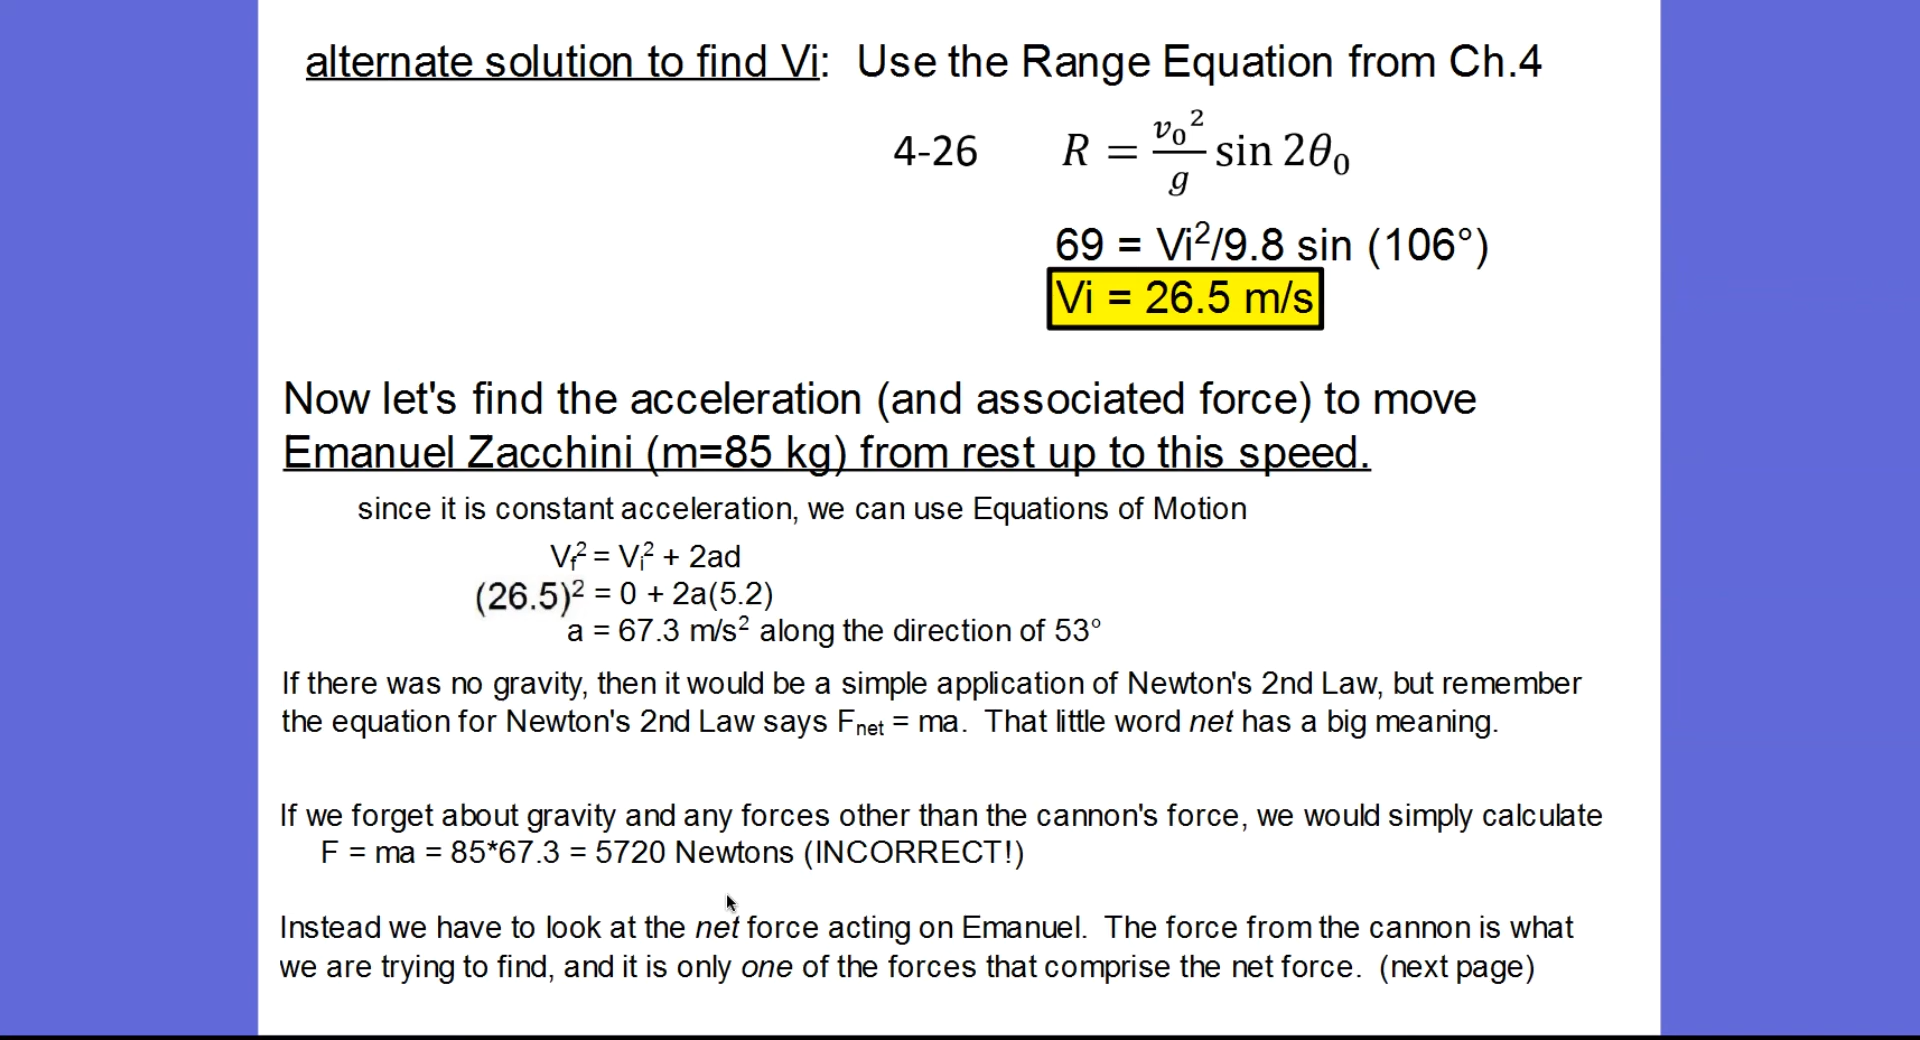 alternate solution to find Vi: Use the Range Equation from Ch.4
4-26 R = v₀²/g sin 2θ₀
69 = Vi²/9.8 sin (106°)
Vi = 26.5 m/s
Now let's find the acceleration (and associated force) to move
Emanuel Zacchini (m=85 kg) from rest up to this speed.
since it is constant acceleration, we can use Equations of Motion
V_f² = V_i² + 2ad
(26.5)² = 0 + 2a(5.2)
a = 67.3 m/s² along the direction of 53°
If there was no gravity, then it would be a simple application of Newton's 2nd Law, but remember
the equation for Newton's 2nd Law says F_net = ma. That little word net has a big meaning.
If we forget about gravity and any forces other than the cannon's force, we would simply calculate
F = ma = 85*67.3 = 5720 Newtons (INCORRECT!)
Instead we have to look at the net force acting on Emanuel. The force from the cannon is what
we are trying to find, and it is only one of the forces that comprise the net force. (next page)